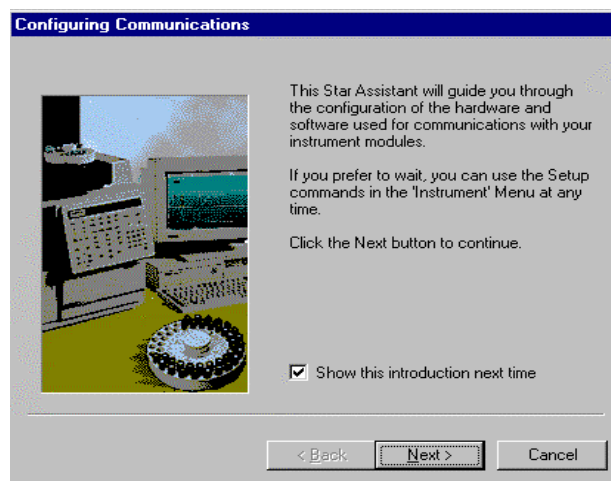 Configuring Communications
This Star Assistant will guide you through
the configuration of the hardware and
software used for communications with your
instrument modules.
If you prefer to wait, you can use the Setup
commands in the 'Instrument' Menu at any
time.
Click the Next button to continue.
Show this introduction next time
< Back Next > Cancel